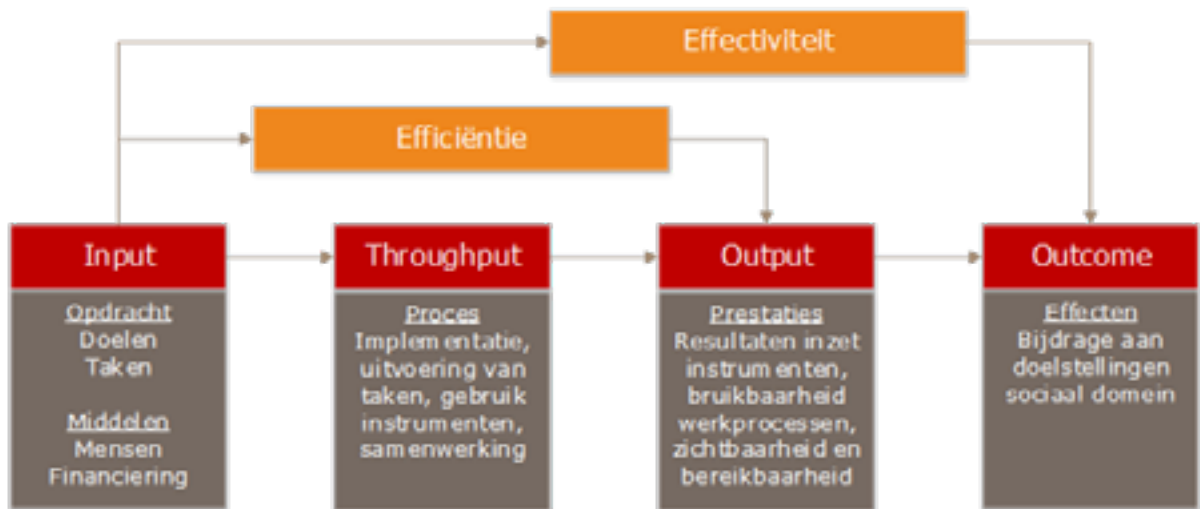 Effectiviteit
Efficiëntie
Input
Opdracht
Doelen
Taken
Middelen
Mensen
Financiering
Throughput
Proces
Implementatie,
uitvoering van
taken, gebruik
instrumenten,
samenwerking
Output
Prestaties
Resultaten inzet
instrumenten,
bruikbaarheid
werkprocessen,
zichtbaarheid en
bereikbaarheid
Outcome
Effecten
Bijdrage aan
doelstellingen
sociaal domein